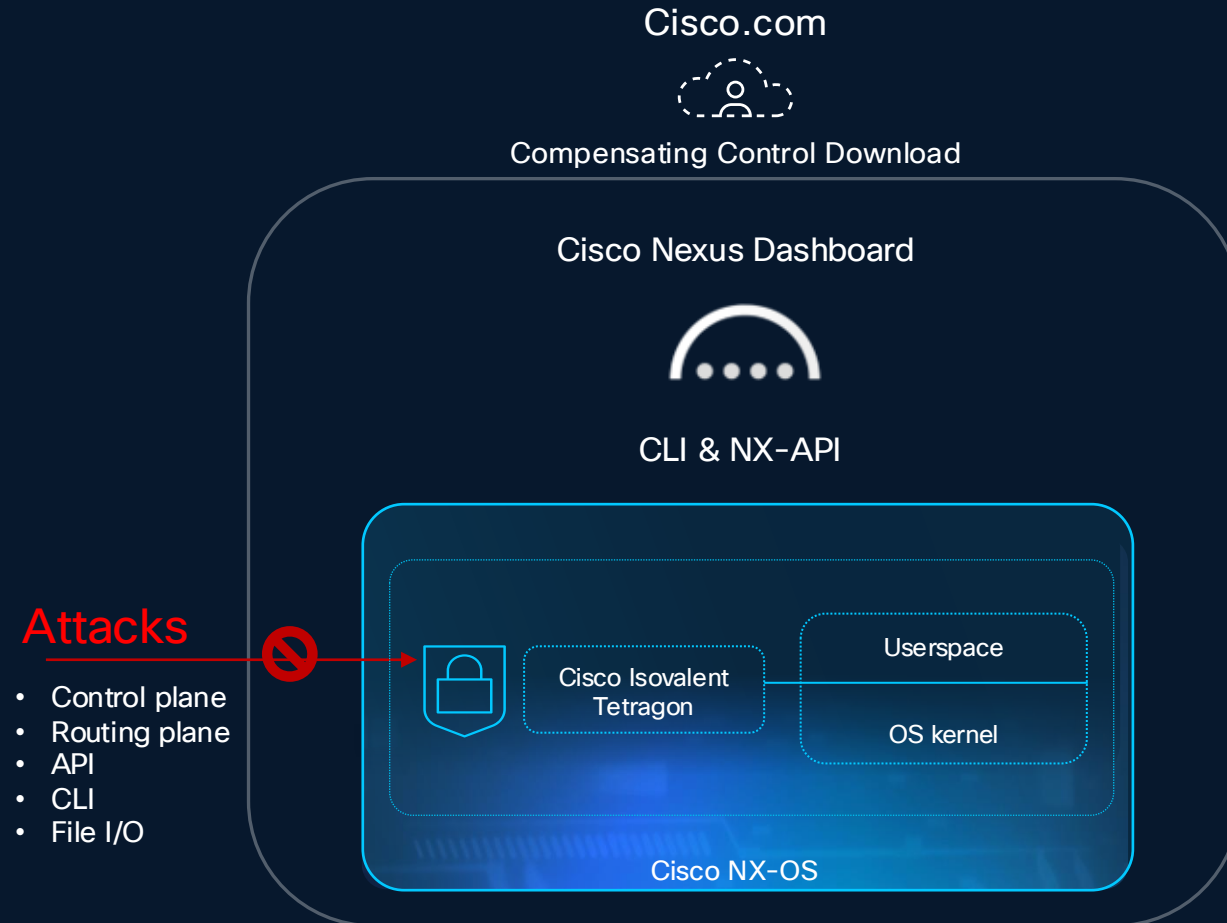 Cisco.com
Compensating Control Download
Cisco Nexus Dashboard
CLI & NX-API
Attacks
• Control plane
• Routing plane
• API
• CLI
• File I/O
Cisco Isovalent
Tetragon
Userspace
OS kernel
Cisco NX-OS